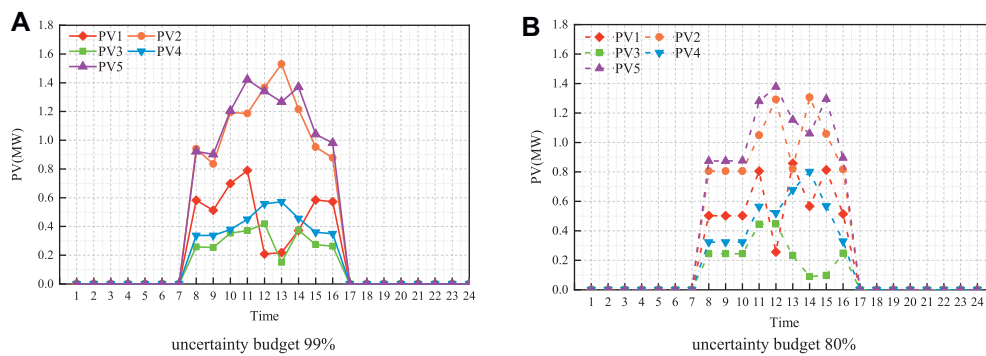 A
1.8
1.6
1.4
1.2
1.0
0.8
0.6
0.4
0.2
0.0
PV(MW)
PV1 PV2
PV3 PV4
PV5
1 2 3 4 5 6 7 8 9 10 11 12 13 14 15 16 17 18 19 20 21 22 23 24
Time
uncertainty budget 99%
B
1.8
1.6
1.4
1.2
1.0
0.8
0.6
0.4
0.2
0.0
PV(MW)
PV1 PV2
PV3 PV4
PV5
1 2 3 4 5 6 7 8 9 10 11 12 13 14 15 16 17 18 19 20 21 22 23 24
Time
uncertainty budget 80%